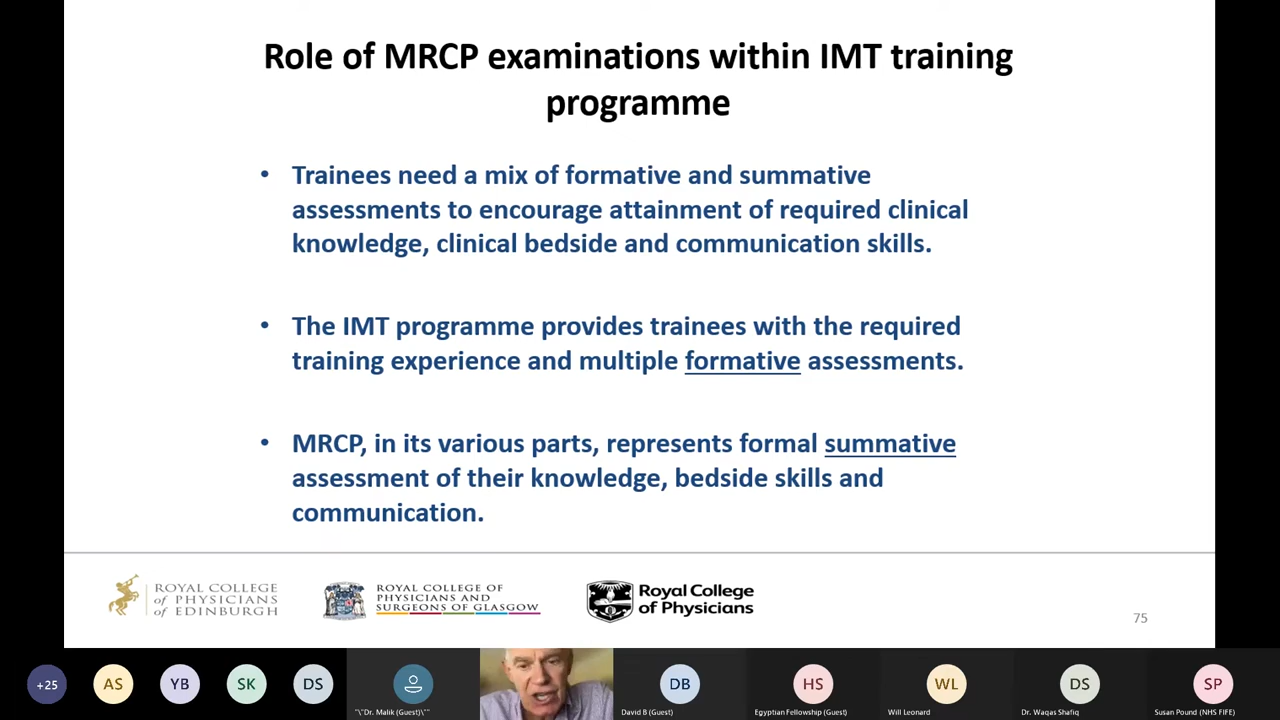 Role of MRCP examinations within IMT training
programme
• Trainees need a mix of formative and summative
assessments to encourage attainment of required clinical
knowledge, clinical bedside and communication skills.
• The IMT programme provides trainees with the required
training experience and multiple formative assessments.
• MRCP, in its various parts, represents formal summative
assessment of their knowledge, bedside skills and
communication.
ROYAL COLLEGE
of PHYSICIANS
of EDINBURGH
ROYAL COLLEGE OF
PHYSICIANS AND
SURGEONS OF GLASGOW
Royal College
of Physicians
75
+25
AS
YB
SK
DS
"\"Dr. Malik (Guest)\""
DB
David B (Guest)
HS
Egyptian Fellowship (Guest)
WL
Will Leonard
DS
Dr. Waqas Shafiq
SP
Susan Pound (NHS FIFE)